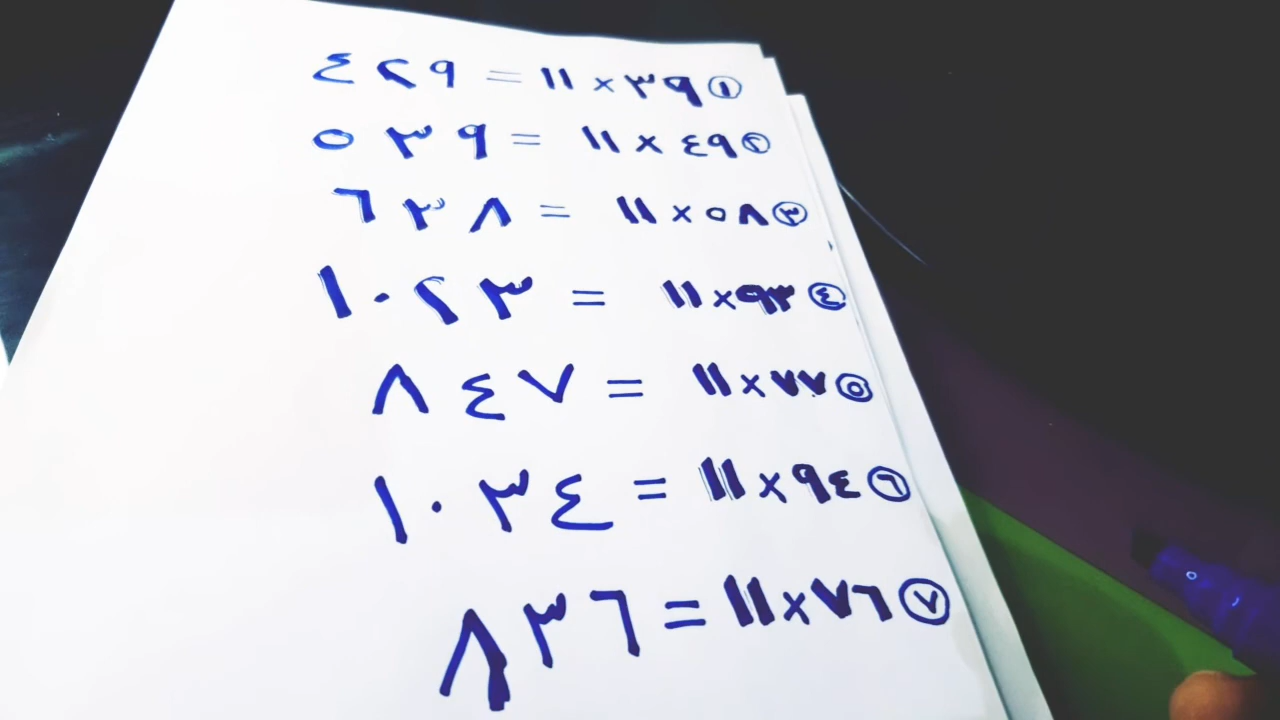 ① ٣٩ × ١١ = ٤٢٩
② ٤٩ × ١١ = ٥٣٩
③ ٥٨ × ١١ = ٦٣٨
④ ٩٣ × ١١ = ١٠٢٣
⑤ ٧٧ × ١١ = ٨٤٧
⑥ ٩٤ × ١١ = ١٠٣٤
⑦ ٧٦ × ١١ = ٨٣٦